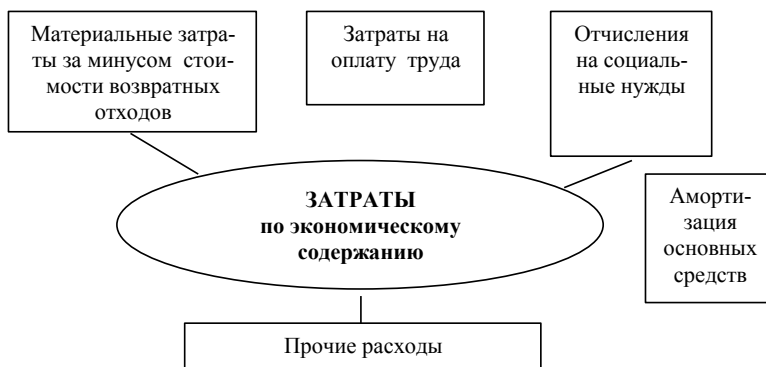 Материальные затра-
ты за минусом стои-
мости возвратных
отходов
Затраты на
оплату труда
Отчисления
на социаль-
ные нужды
ЗАТРАТЫ
по экономическому
содержанию
Аморти-
зация
основных
средств
Прочие расходы